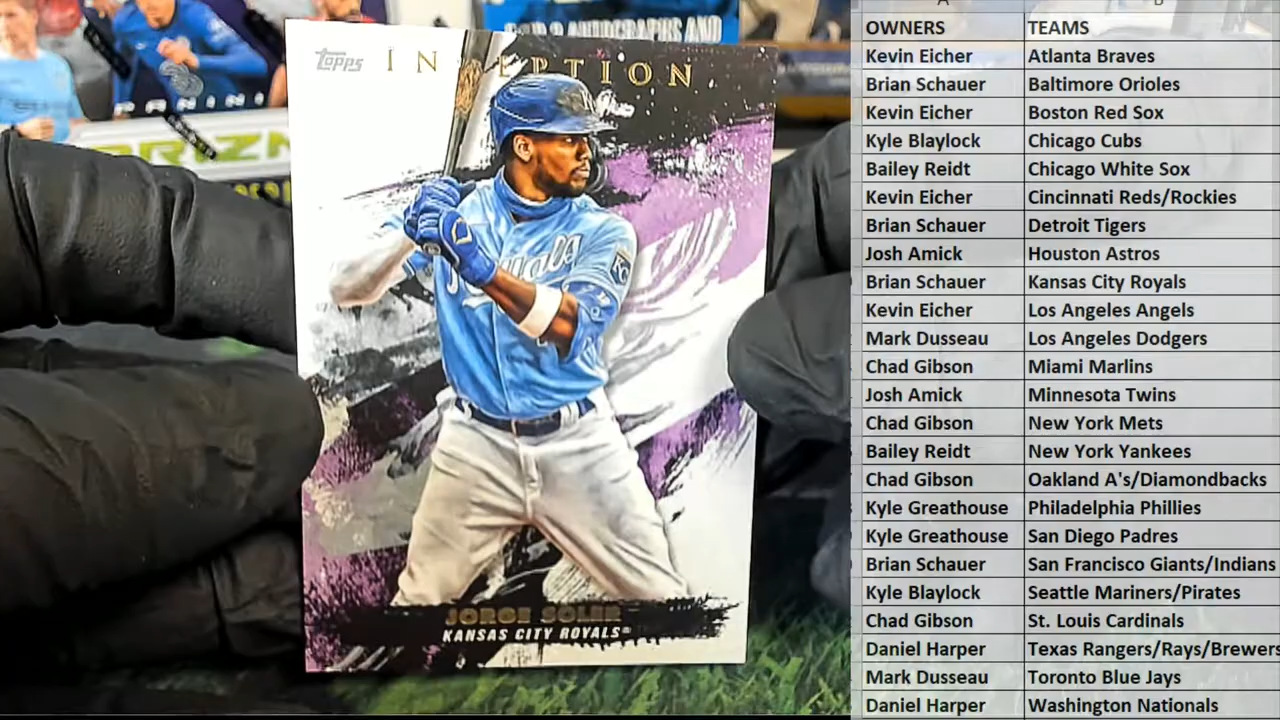 3 AUTOGRAPHS AND
Topps INCEPTION
PANINI
PRIZM
Royals
KC
JORGE SOLER
KANSAS CITY ROYALS®
OWNERS TEAMS
Kevin Eicher Atlanta Braves
Brian Schauer Baltimore Orioles
Kevin Eicher Boston Red Sox
Kyle Blaylock Chicago Cubs
Bailey Reidt Chicago White Sox
Kevin Eicher Cincinnati Reds/Rockies
Brian Schauer Detroit Tigers
Josh Amick Houston Astros
Brian Schauer Kansas City Royals
Kevin Eicher Los Angeles Angels
Mark Dusseau Los Angeles Dodgers
Chad Gibson Miami Marlins
Josh Amick Minnesota Twins
Chad Gibson New York Mets
Bailey Reidt New York Yankees
Chad Gibson Oakland A's/Diamondbacks
Kyle Greathouse Philadelphia Phillies
Kyle Greathouse San Diego Padres
Brian Schauer San Francisco Giants/Indians
Kyle Blaylock Seattle Mariners/Pirates
Chad Gibson St. Louis Cardinals
Daniel Harper Texas Rangers/Rays/Brewers
Mark Dusseau Toronto Blue Jays
Daniel Harper Washington Nationals